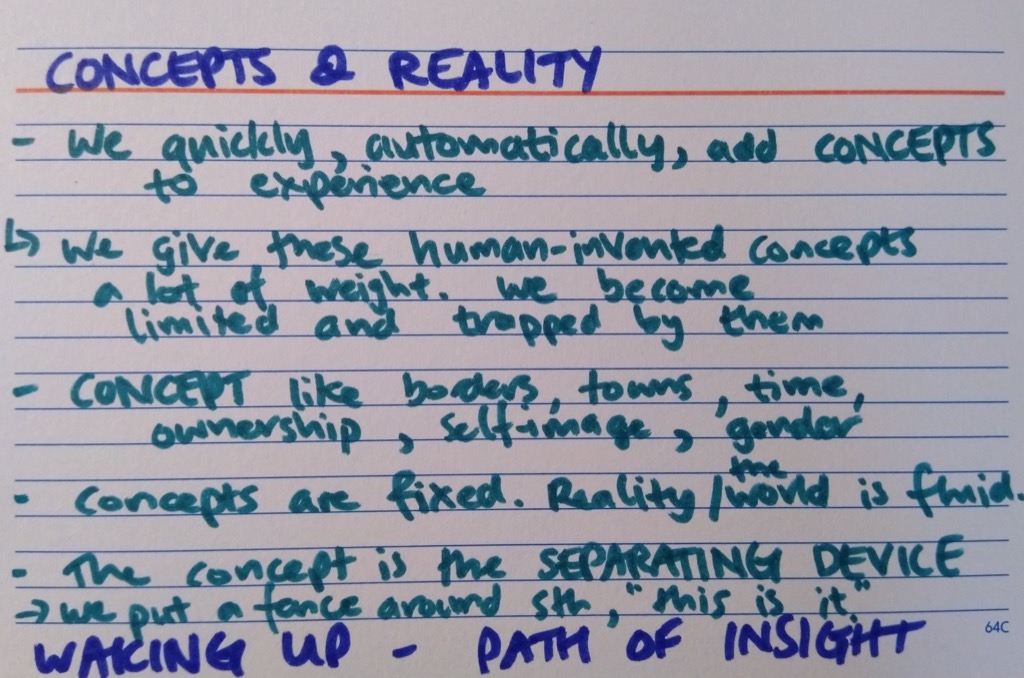 CONCEPTS & REALITY
- We quickly, automatically, add CONCEPTS
to experience
↳ We give these human-invented concepts
a lot of weight. We become
limited and trapped by them
- CONCEPT like borders, towns, time,
ownership, self-image, gender
- Concepts are fixed. Reality/the world is fluid.
- The concept is the SEPARATING DEVICE
→ we put a fence around sth, "this is it"
64C
WAKING UP - PATH OF INSIGHT